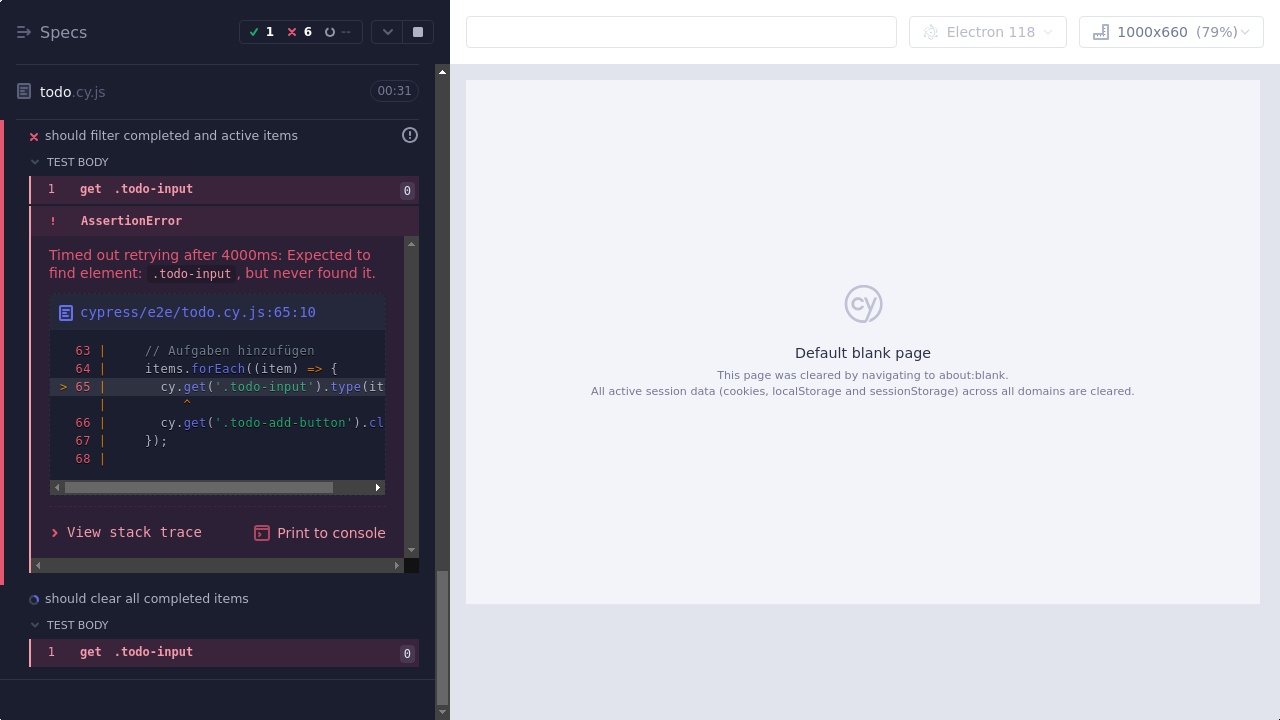 Specs
1 6 --
Electron 118
1000x660 (79%)
todo.cy.js
00:31
should filter completed and active items
TEST BODY
1 get .todo-input 0
! AssertionError
Timed out retrying after 4000ms: Expected to
find element: .todo-input, but never found it.
cypress/e2e/todo.cy.js:65:10
63 | // Aufgaben hinzufügen
64 | items.forEach((item) => {
> 65 | cy.get('.todo-input').type(it
| ^
66 | cy.get('.todo-add-button').cl
67 | });
68 |
View stack trace
Print to console
should clear all completed items
TEST BODY
1 get .todo-input 0
cy
Default blank page
This page was cleared by navigating to about:blank.
All active session data (cookies, localStorage and sessionStorage) across all domains are cleared.